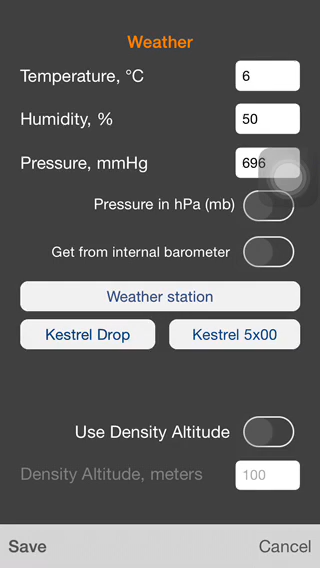 Weather
Temperature, °C 6
Humidity, % 50
Pressure, mmHg 696
Pressure in hPa (mb)
Get from internal barometer
Weather station
Kestrel Drop Kestrel 5x00
Use Density Altitude
Density Altitude, meters 100
Save Cancel